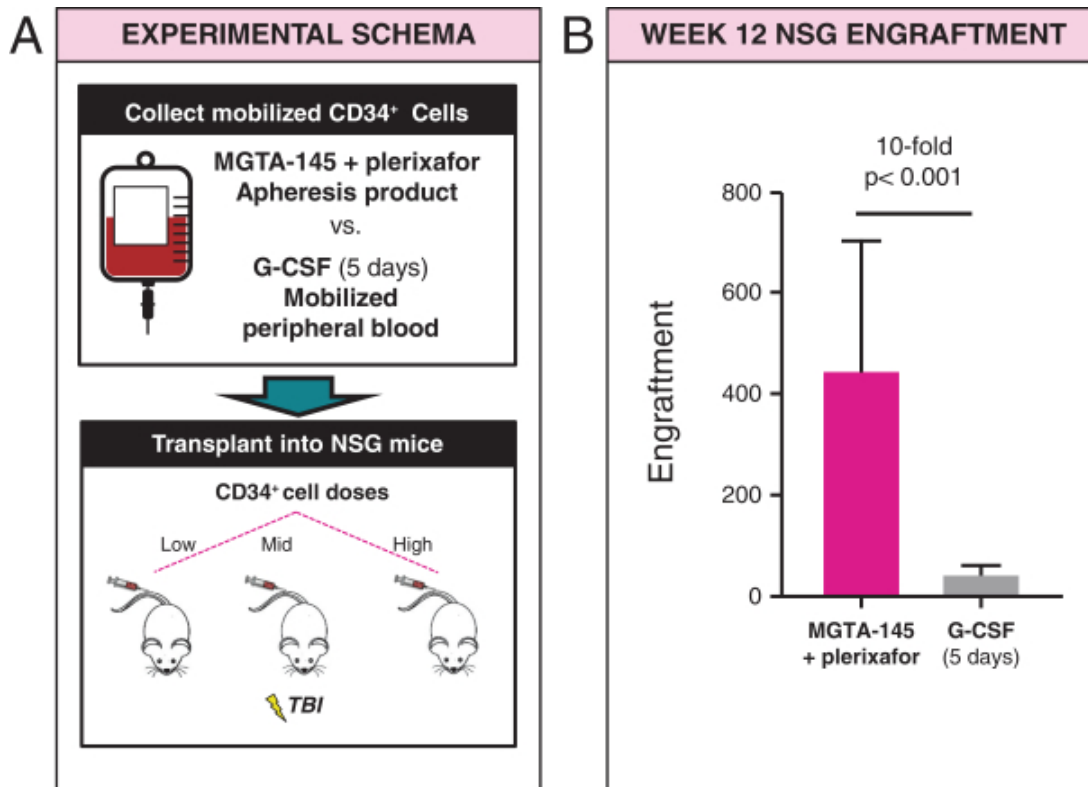 A
EXPERIMENTAL SCHEMA
Collect mobilized CD34⁺ Cells
MGTA-145 + plerixafor
Apheresis product
vs.
G-CSF (5 days)
Mobilized
peripheral blood
Transplant into NSG mice
CD34⁺ cell doses
Low Mid High
TBI
B
WEEK 12 NSG ENGRAFTMENT
10-fold
p< 0.001
800
600
400
200
0
Engraftment
MGTA-145 G-CSF
+ plerixafor (5 days)